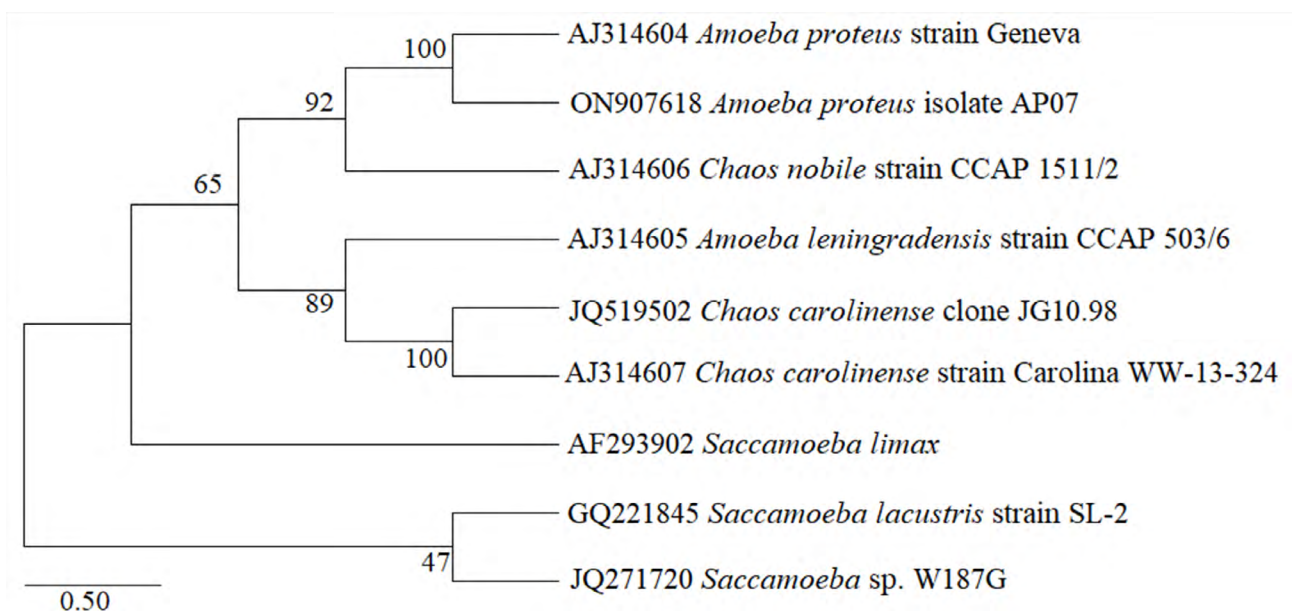 AJ314604 Amoeba proteus strain Geneva
100
ON907618 Amoeba proteus isolate AP07
92
AJ314606 Chaos nobile strain CCAP 1511/2
65
AJ314605 Amoeba leningradensis strain CCAP 503/6
89
JQ519502 Chaos carolinense clone JG10.98
100
AJ314607 Chaos carolinense strain Carolina WW-13-324
AF293902 Saccamoeba limax
GQ221845 Saccamoeba lacustris strain SL-2
47
JQ271720 Saccamoeba sp. W187G
0.50